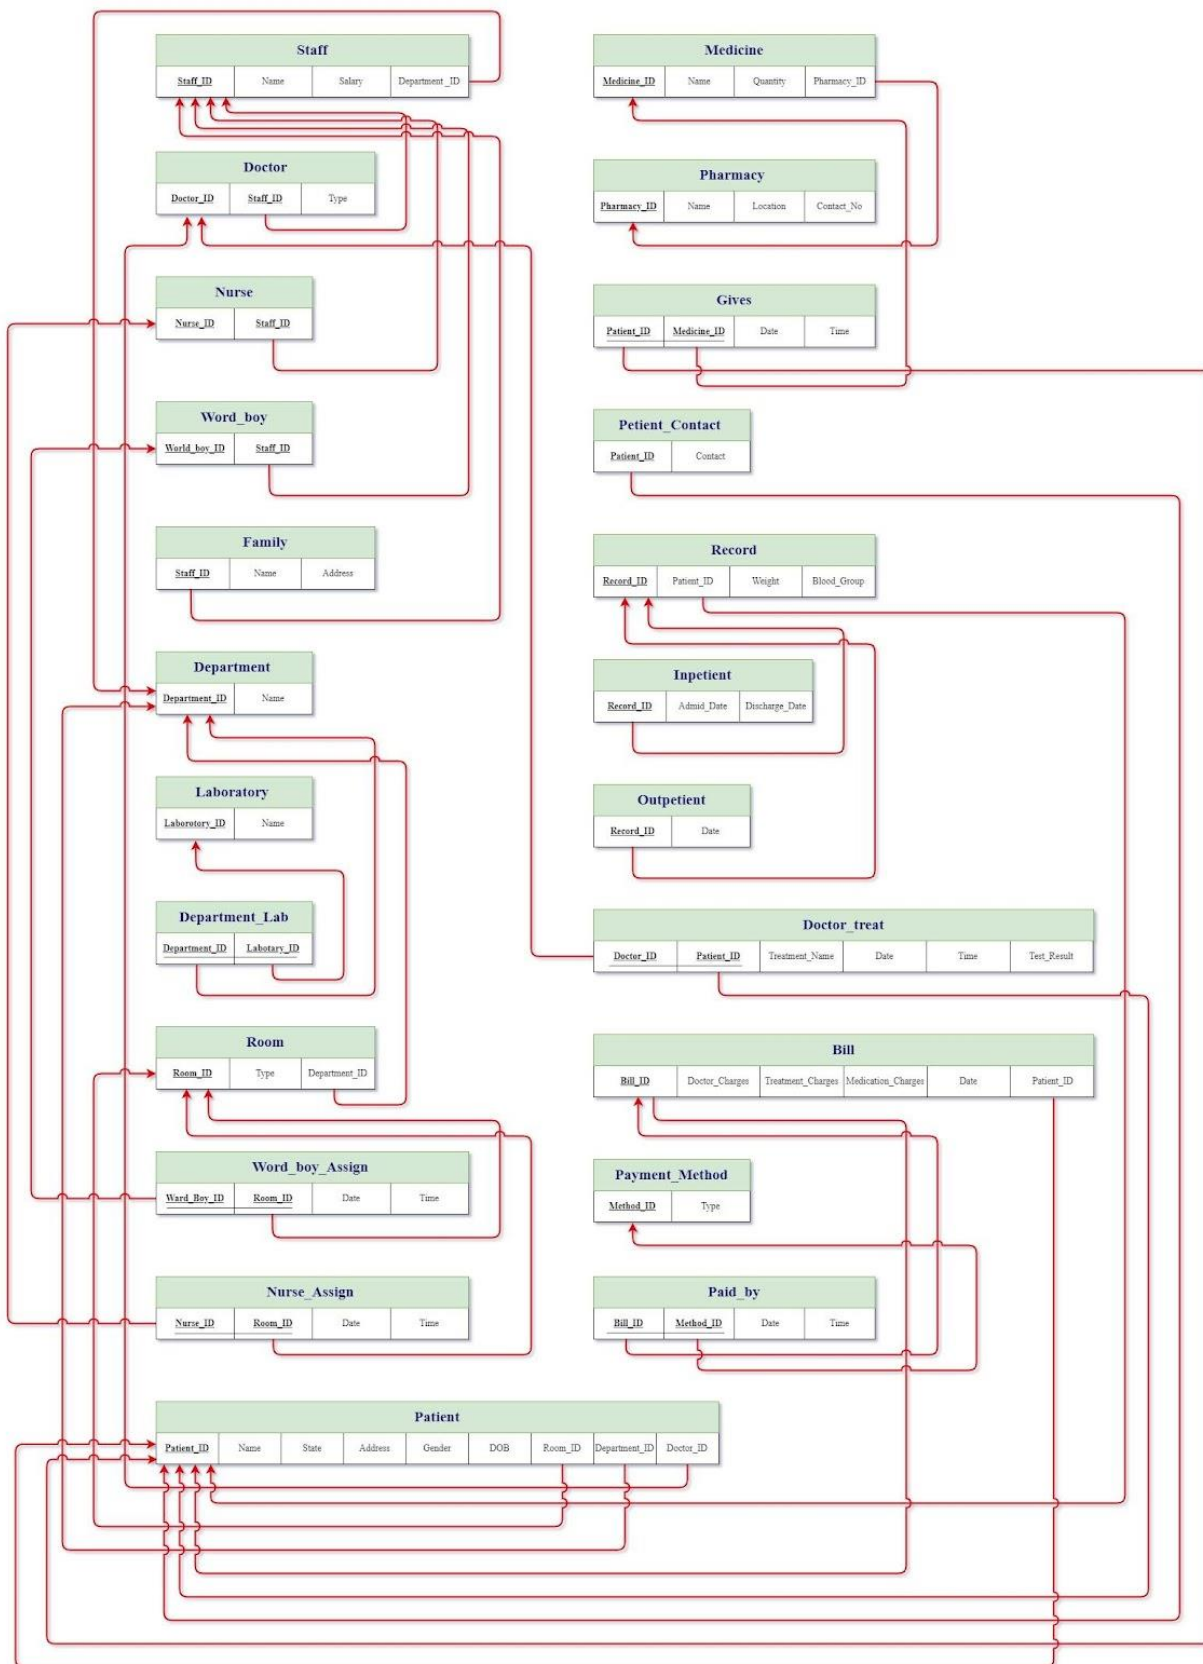 Staff
Staff_ID Name Salary Department _ID
Doctor
Doctor_ID Staff_ID Type
Nurse
Nurse_ID Staff_ID
Word_boy
World_boy_ID Staff_ID
Family
Staff_ID Name Address
Department
Department_ID Name
Laboratory
Laborotory_ID Name
Department_Lab
Department_ID Labotary_ID
Room
Room_ID Type Department_ID
Word_boy_Assign
Ward_Boy_ID Room_ID Date Time
Nurse_Assign
Nurse_ID Room_ID Date Time
Medicine
Medicine_ID Name Quantity Pharmacy_ID
Pharmacy
Pharmacy_ID Name Location Contact_No
Gives
Patient_ID Medicine_ID Date Time
Petient_Contact
Patient_ID Contact
Record
Record_ID Patient_ID Weight Blood_Group
Inpetient
Record_ID Admid_Date Discharge_Date
Outpetient
Record_ID Date
Doctor_treat
Doctor_ID Patient_ID Treatment_Name Date Time Test_Result
Bill
Bill_ID Doctor_Charges Treatment_Charges Medication_Charges Date Patient_ID
Payment_Method
Method_ID Type
Paid_by
Bill_ID Method_ID Date Time
Patient
Patient_ID Name State Address Gender DOB Room_ID Department_ID Doctor_ID